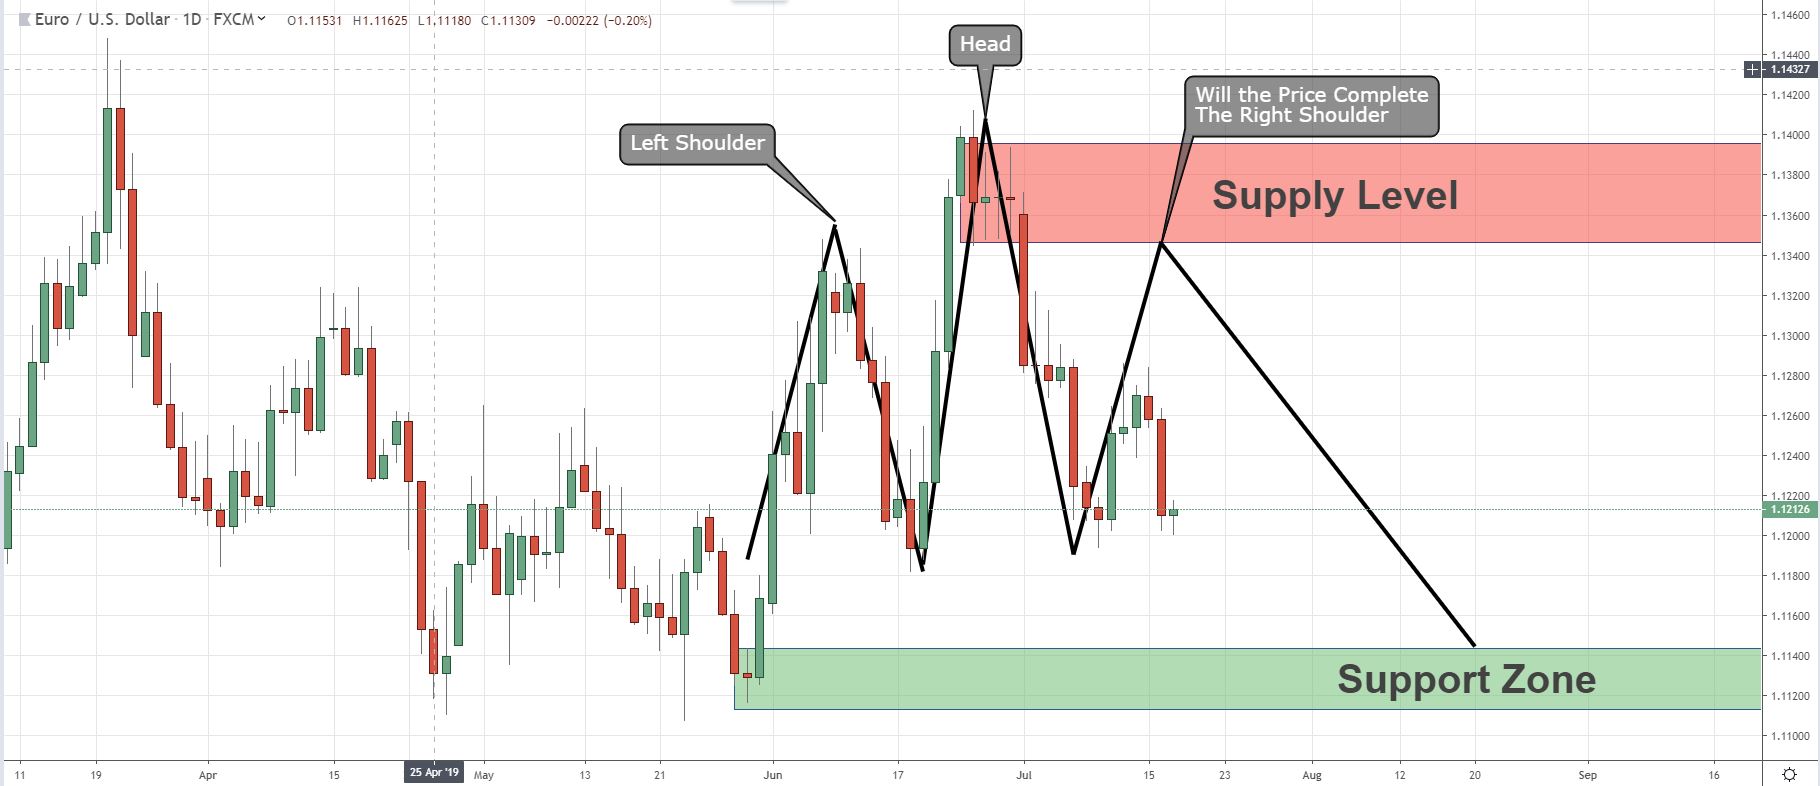 Euro / U.S. Dollar · 1D · FXCM O1.11531 H1.11625 L1.11180 C1.11309 −0.00222 (−0.20%)
Head
Will the Price Complete
The Right Shoulder
Left Shoulder
Supply Level
Support Zone
1.14600
1.14400
1.14327
1.14200
1.14000
1.13800
1.13600
1.13400
1.13200
1.13000
1.12800
1.12600
1.12400
1.12200
1.12126
1.12000
1.11800
1.11600
1.11400
1.11200
1.11000
11 19 Apr 15 25 Apr '19 May 13 21 Jun 17 Jul 15 23 Aug 12 20 Sep 16